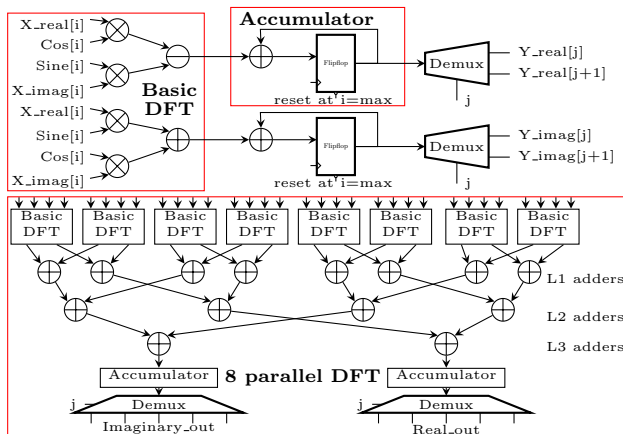 X_real[i]
Cos[i]
Sine[i]
X_imag[i]
X_real[i]
Sine[i]
Cos[i]
X_imag[i]
Basic
DFT
Accumulator
Flipflop
reset at i=max
Demux
j
Y_real[j]
Y_real[j+1]
Flipflop
reset at i=max
Demux
j
Y_imag[j]
Y_imag[j+1]
Basic
DFT
Basic
DFT
Basic
DFT
Basic
DFT
Basic
DFT
Basic
DFT
Basic
DFT
Basic
DFT
L1 adders
L2 adders
L3 adders
Accumulator
8 parallel DFT
Accumulator
j
Demux
j
Demux
Imaginary_out
Real_out